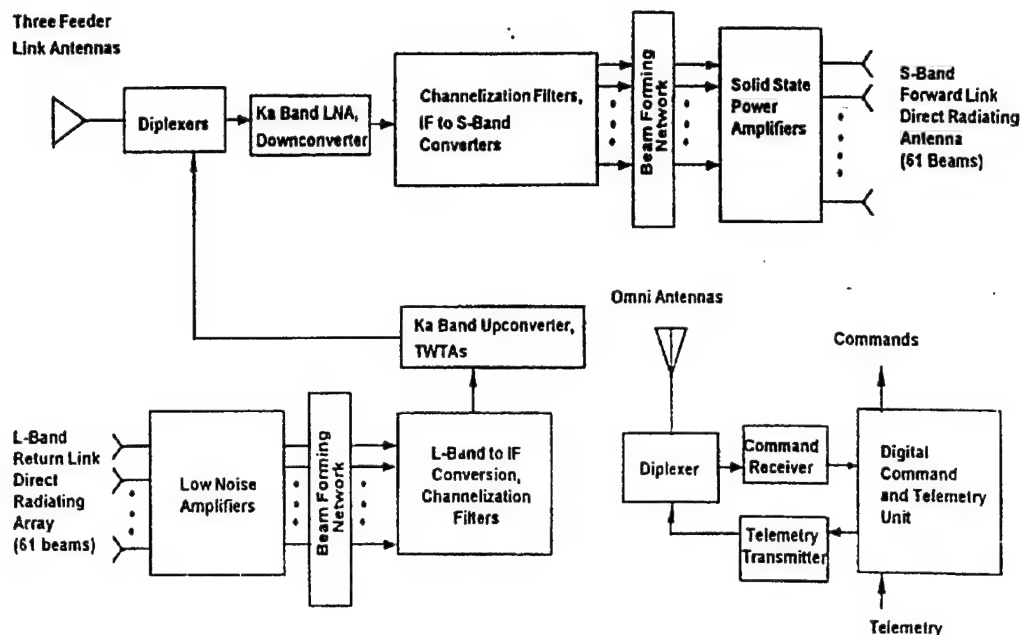 Three Feeder
Link Antennas
Diplexers
Ka Band LNA,
Downconverter
Channelization Filters,
IF to S-Band
Converters
Beam Forming
Network
Solid State
Power
Amplifiers
S-Band
Forward Link
Direct Radiating
Antenna
(61 Beams)
Ka Band Upconverter,
TWTAs
L-Band
Return Link
Direct
Radiating
Array
(61 beams)
Low Noise
Amplifiers
Beam Forming
Network
L-Band to IF
Conversion,
Channelization
Filters
Omni Antennas
Commands
Diplexer
Command
Receiver
Telemetry
Transmitter
Digital
Command
and Telemetry
Unit
Telemetry